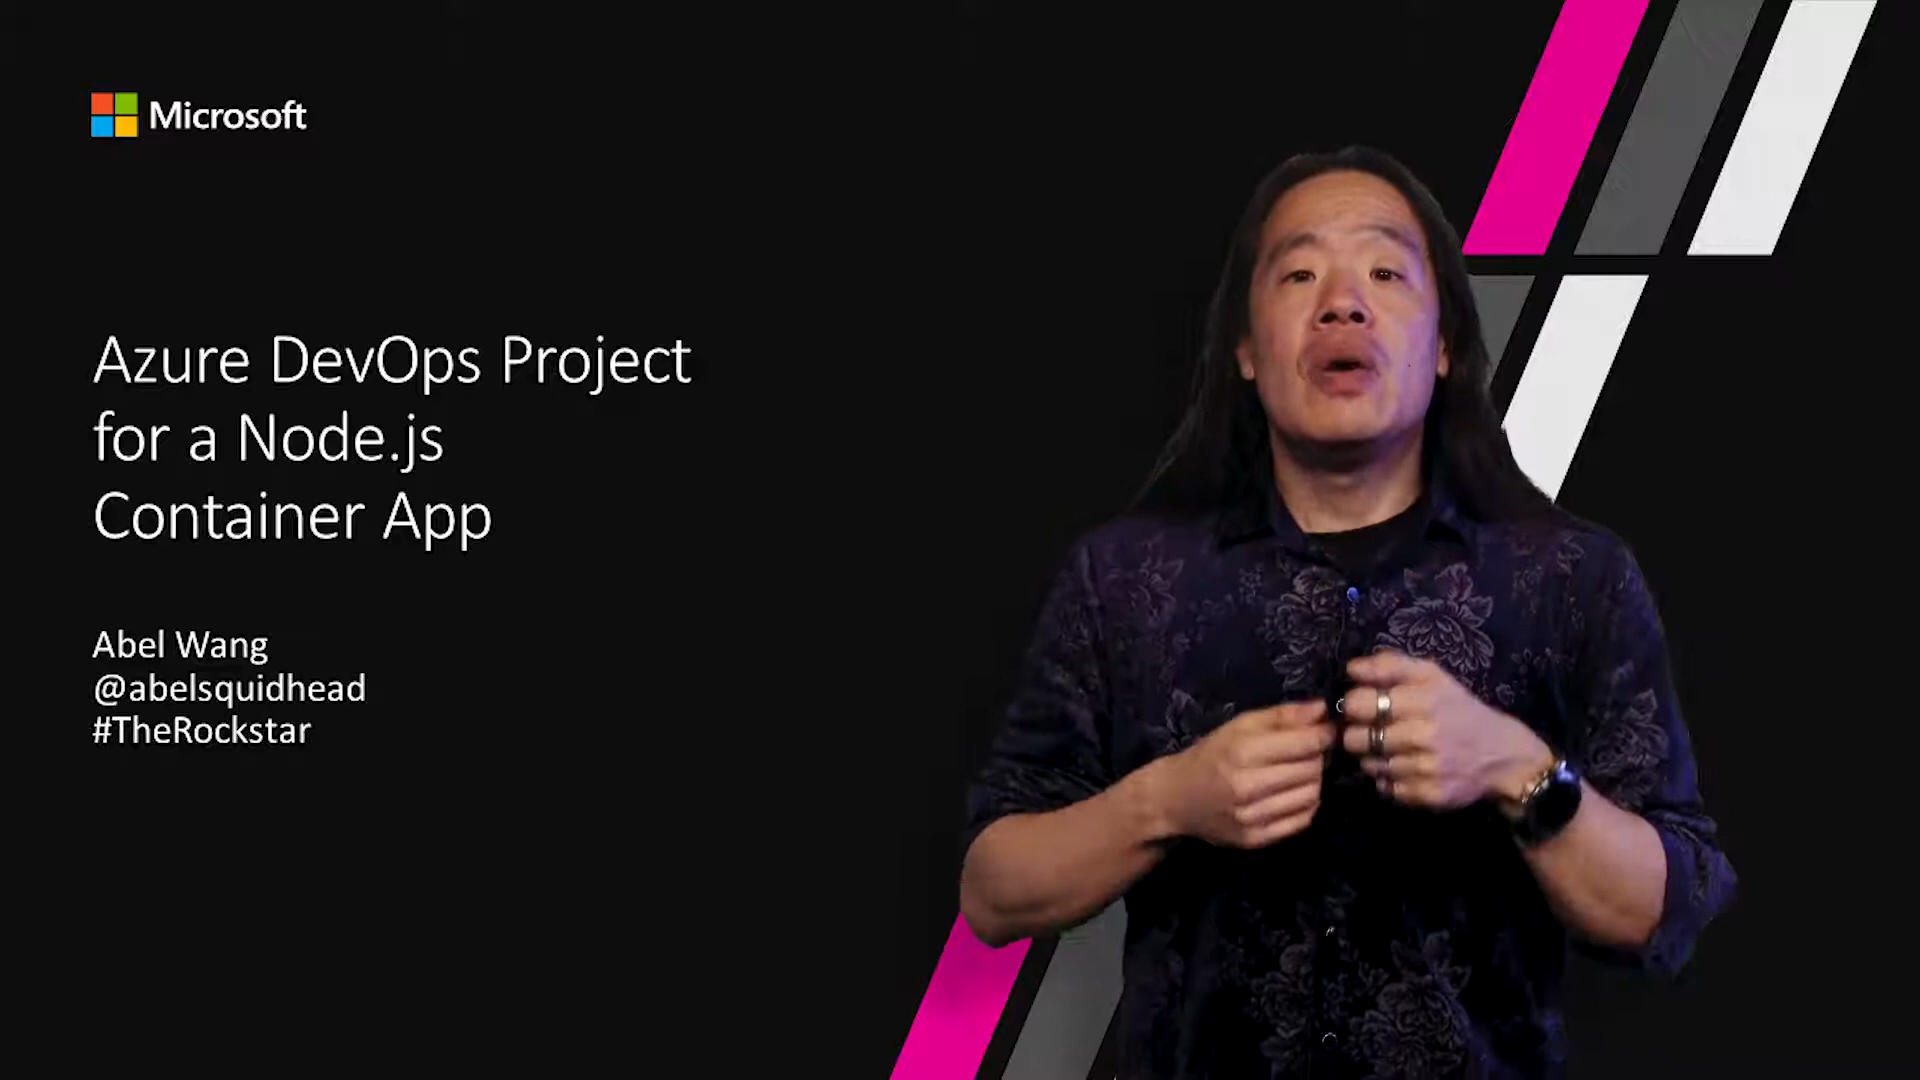 Microsoft
Azure DevOps Project
for a Node.js
Container App
Abel Wang
@abelsquidhead
#TheRockstar